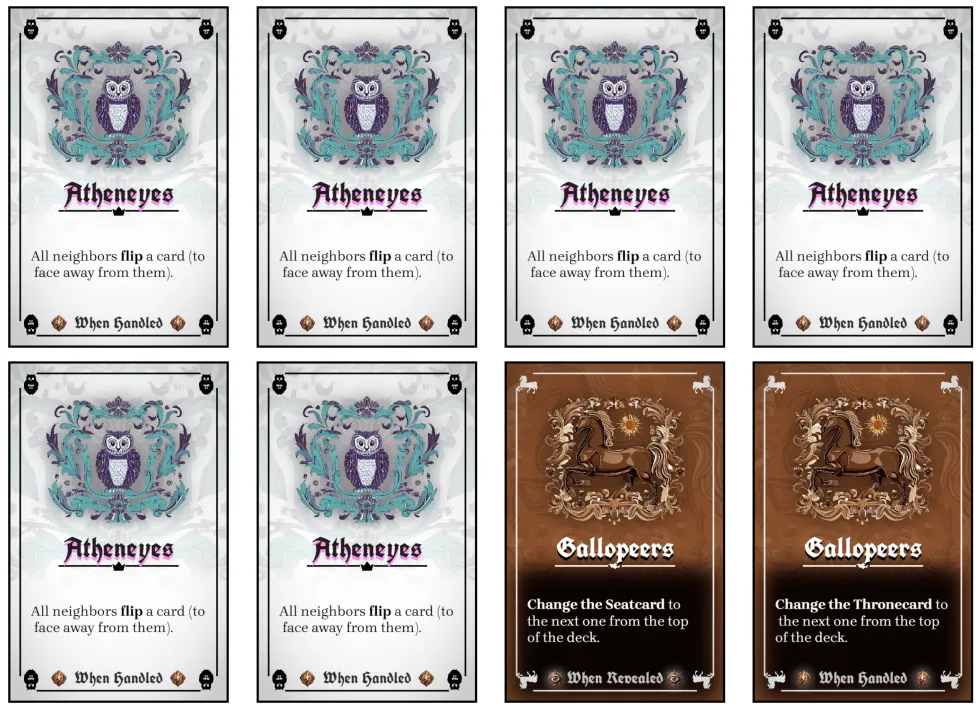 Atheneyes
All neighbors flip a card (to
face away from them).
When Handled
Atheneyes
All neighbors flip a card (to
face away from them).
When Handled
Atheneyes
All neighbors flip a card (to
face away from them).
When Handled
Atheneyes
All neighbors flip a card (to
face away from them).
When Handled
Atheneyes
All neighbors flip a card (to
face away from them).
When Handled
Atheneyes
All neighbors flip a card (to
face away from them).
When Handled
Gallopeers
Change the Seatcard to
the next one from the top
of the deck.
When Revealed
Gallopeers
Change the Thronecard to
the next one from the top
of the deck.
When Handled